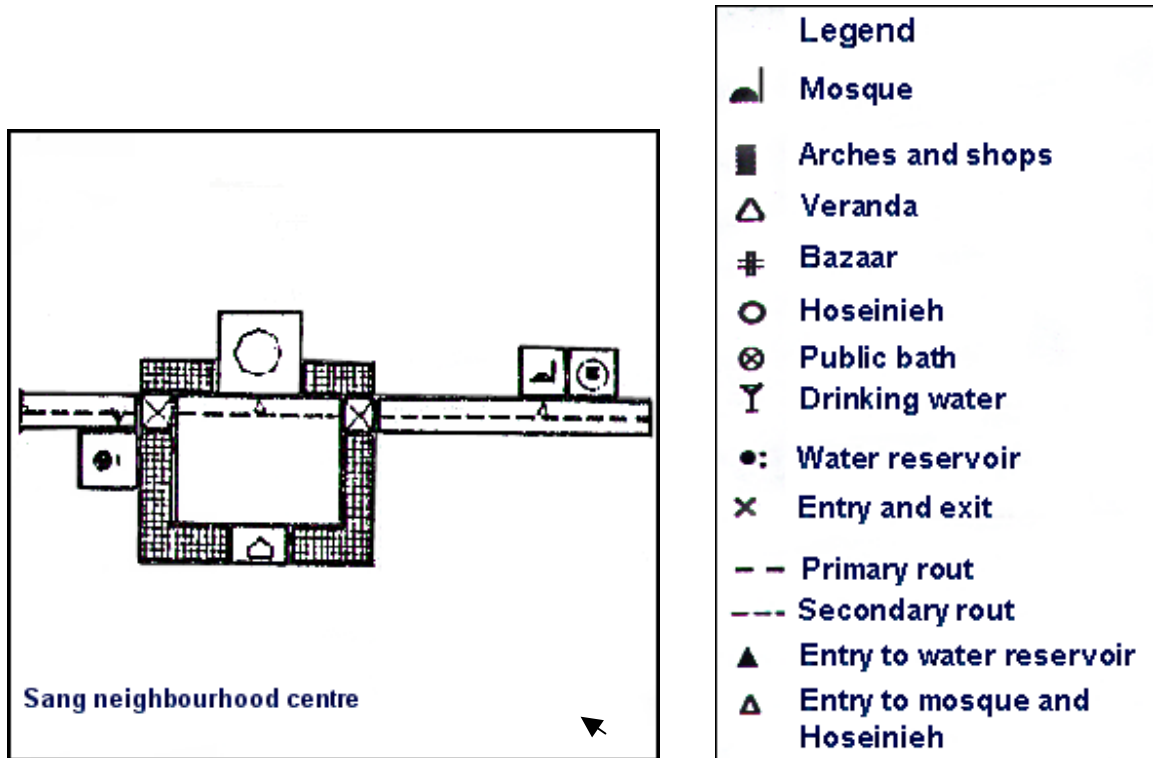 Legend
Mosque
Arches and shops
Veranda
Bazaar
Hoseinieh
Public bath
Drinking water
Water reservoir
Entry and exit
Primary rout
Secondary rout
Entry to water reservoir
Entry to mosque and
Hoseinieh
Sang neighbourhood centre